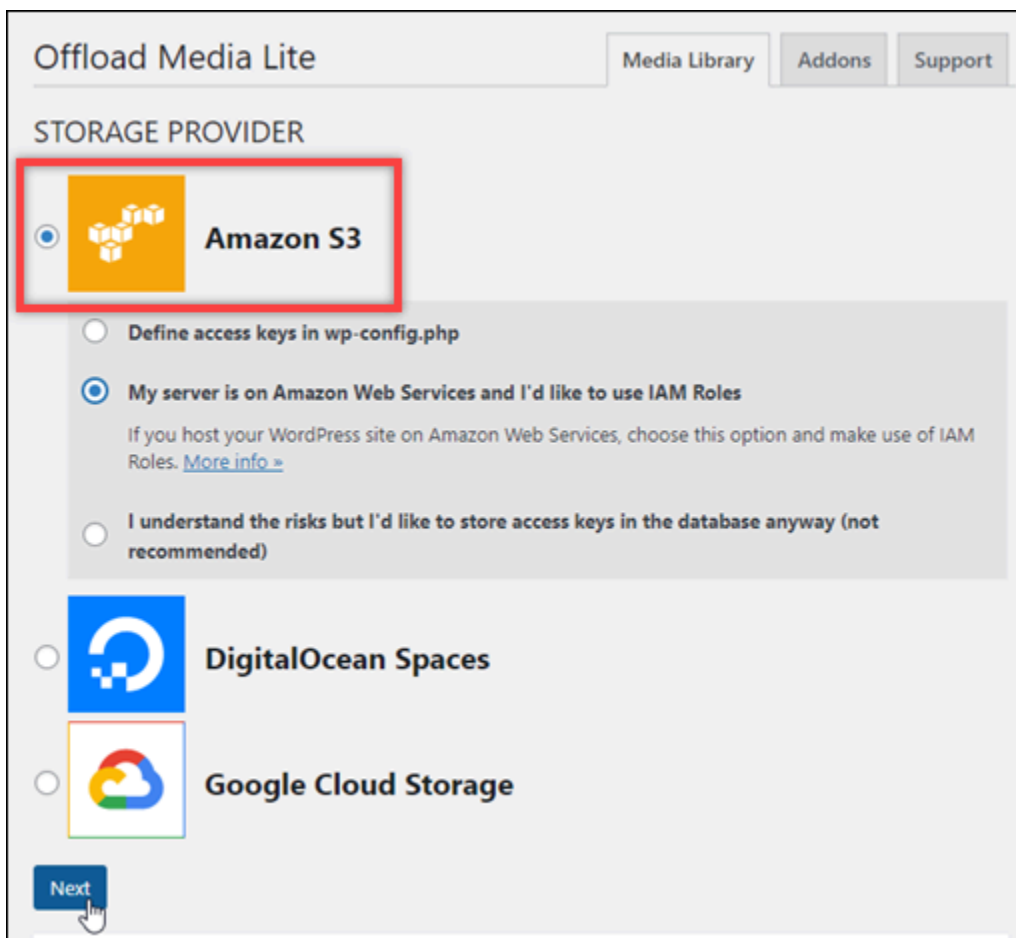 Offload Media Lite
Media Library
Addons
Support
STORAGE PROVIDER
Amazon S3
Define access keys in wp-config.php
My server is on Amazon Web Services and I'd like to use IAM Roles
If you host your WordPress site on Amazon Web Services, choose this option and make use of IAM
Roles. More info »
I understand the risks but I'd like to store access keys in the database anyway (not
recommended)
DigitalOcean Spaces
Google Cloud Storage
Next